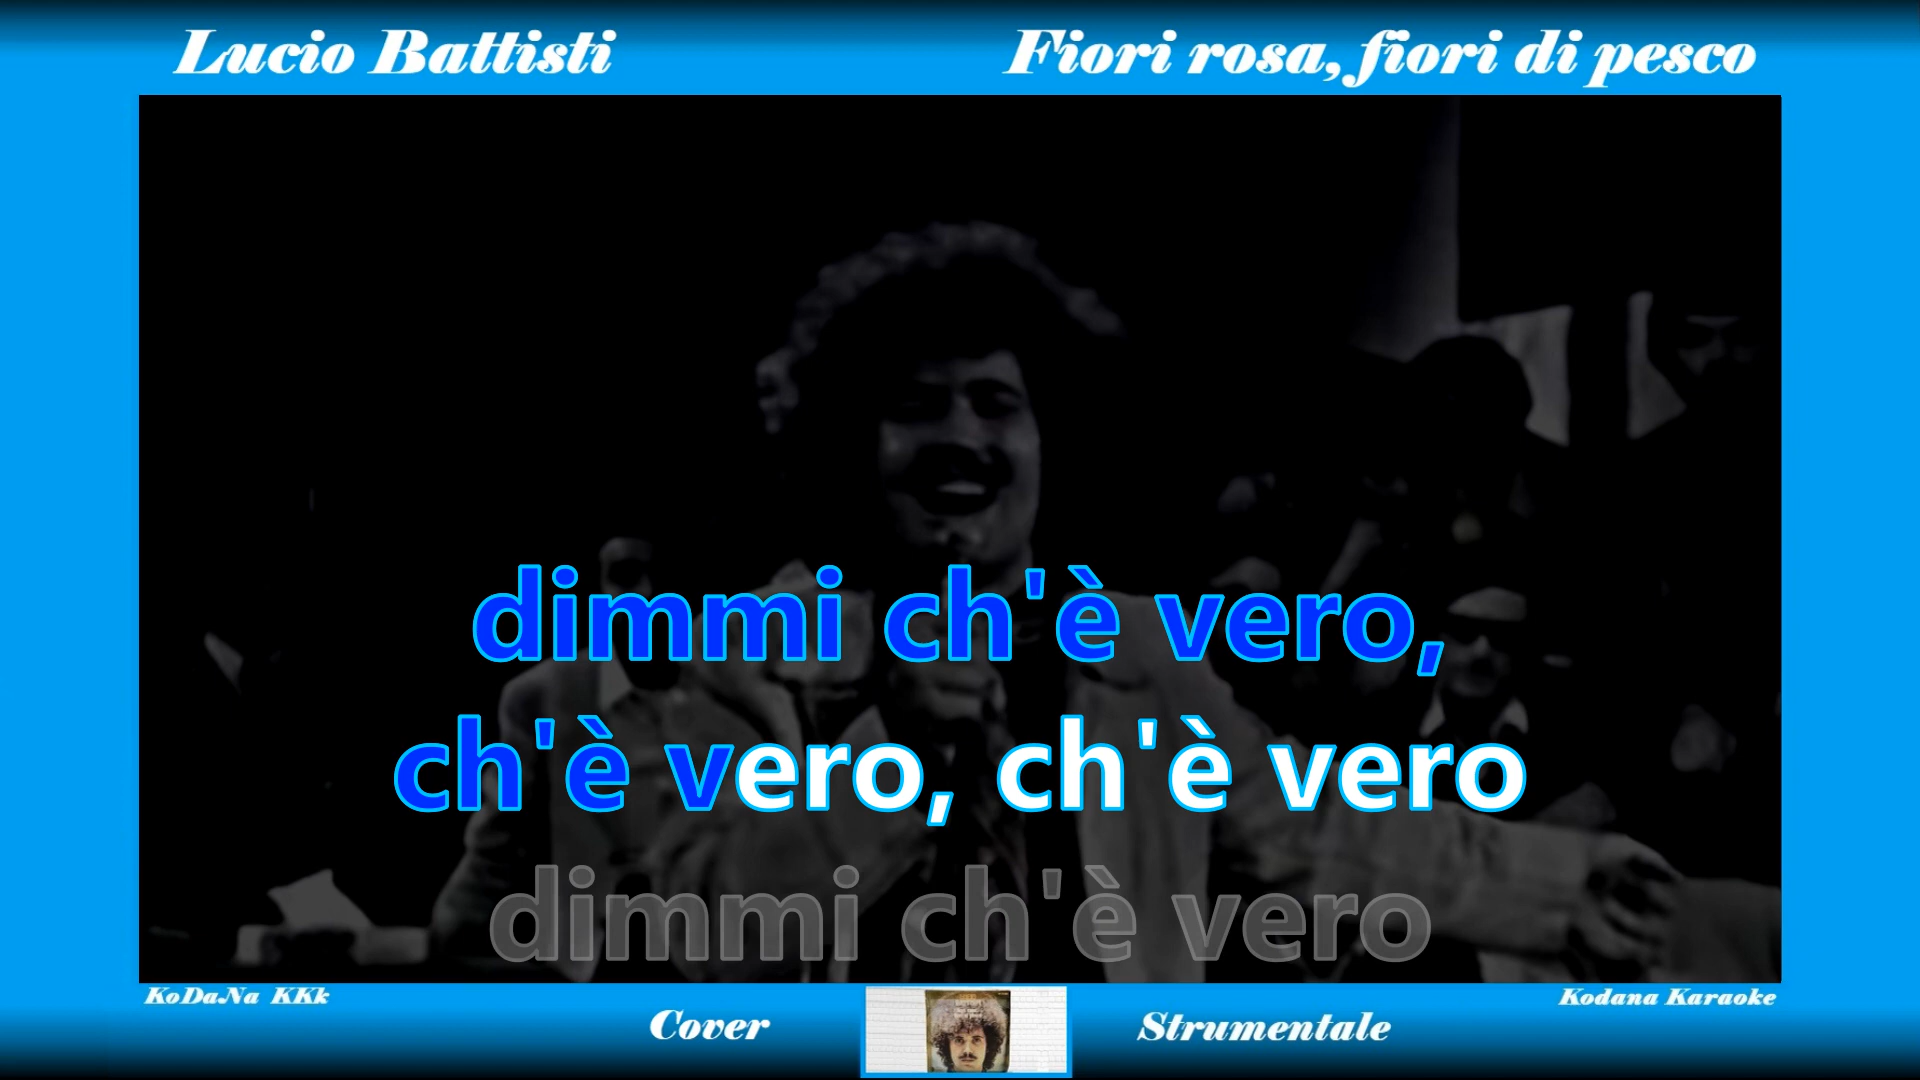 Lucio Battisti
Fiori rosa, fiori di pesco
dimmi ch'è vero,
ch'è vero, ch'è vero
dimmi ch'è vero
KoDaNa KKk
Kodana Karaoke
Cover
Strumentale